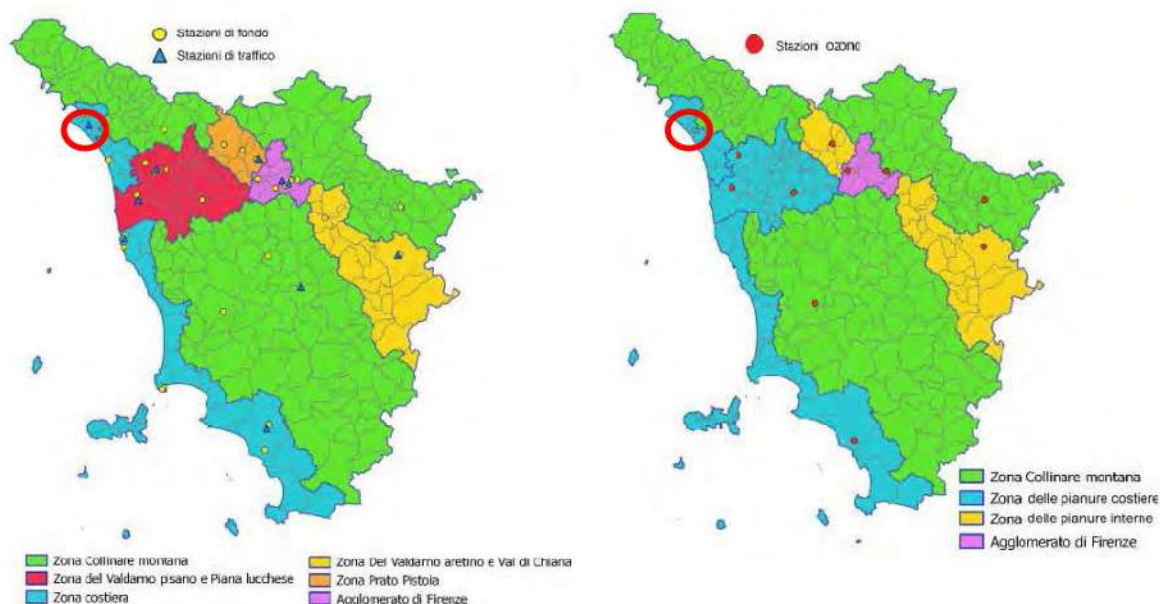 Stazioni di fondo
Stazioni di traffico
Zona Collinare montana
Zona del Valdarno pisano e Piana lucchese
Zona costiera
Zona Del Valdarno aretino e Val di Chiana
Zona Prato Pistoia
Agglomerato di Firenze
Stazioni ozono
Zona Collinare montana
Zona delle pianure costiere
Zona delle pianure interne
Agglomerato di Firenze